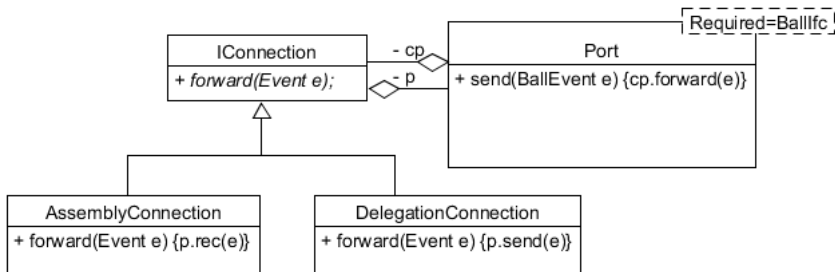 Required=BallIfc
IConnection
- cp
Port
+ forward(Event e);
- p
+ send(BallEvent e) {cp.forward(e)}
AssemblyConnection
DelegationConnection
+ forward(Event e) {p.rec(e)}
+ forward(Event e) {p.send(e)}